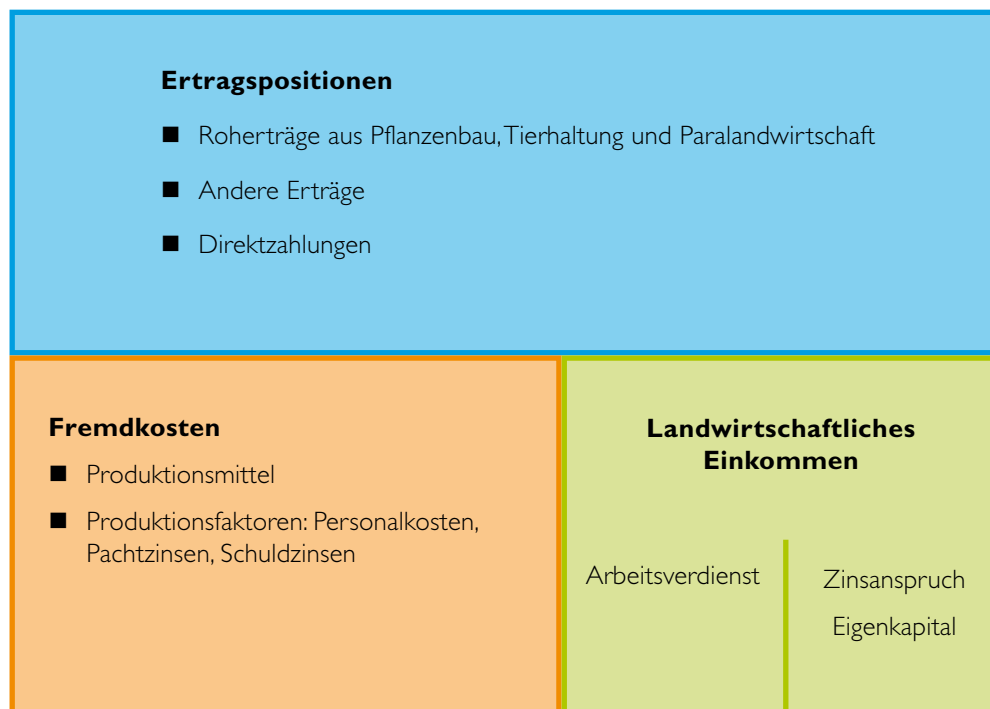 Ertragspositionen
■ Roherträge aus Pflanzenbau, Tierhaltung und Paralandwirtschaft
■ Andere Erträge
■ Direktzahlungen
Fremdkosten
■ Produktionsmittel
■ Produktionsfaktoren: Personalkosten,
Pachtzinsen, Schuldzinsen
Landwirtschaftliches
Einkommen
Arbeitsverdienst
Zinsanspruch
Eigenkapital